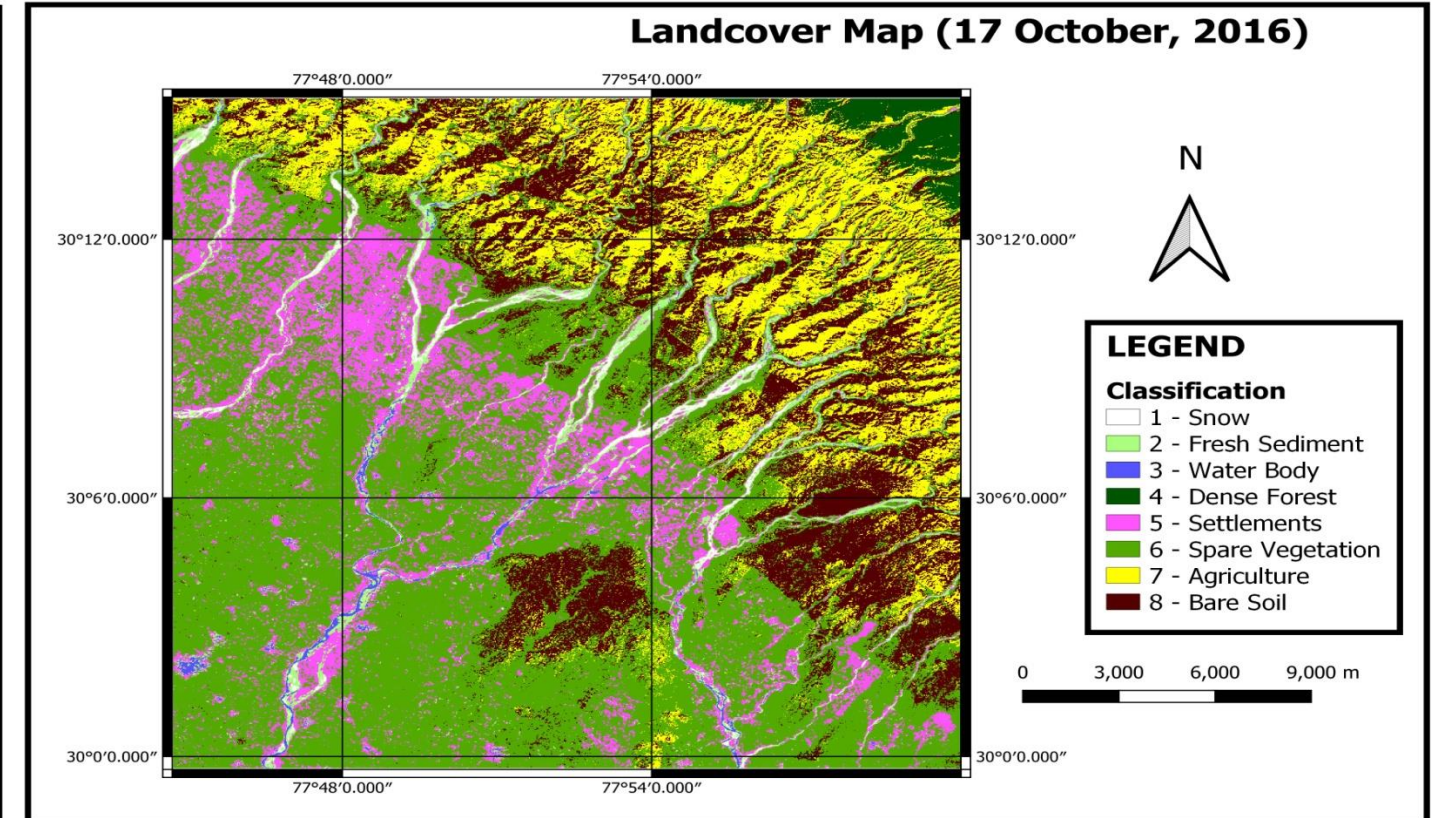 Landcover Map (17 October, 2016)
77°48′0.000″ 77°54′0.000″
N
30°12′0.000″ 30°12′0.000″
LEGEND
Classification
1 - Snow
2 - Fresh Sediment
3 - Water Body
4 - Dense Forest
5 - Settlements
6 - Spare Vegetation
7 - Agriculture
8 - Bare Soil
30°6′0.000″ 30°6′0.000″
0 3,000 6,000 9,000 m
30°0′0.000″ 30°0′0.000″
77°48′0.000″ 77°54′0.000″